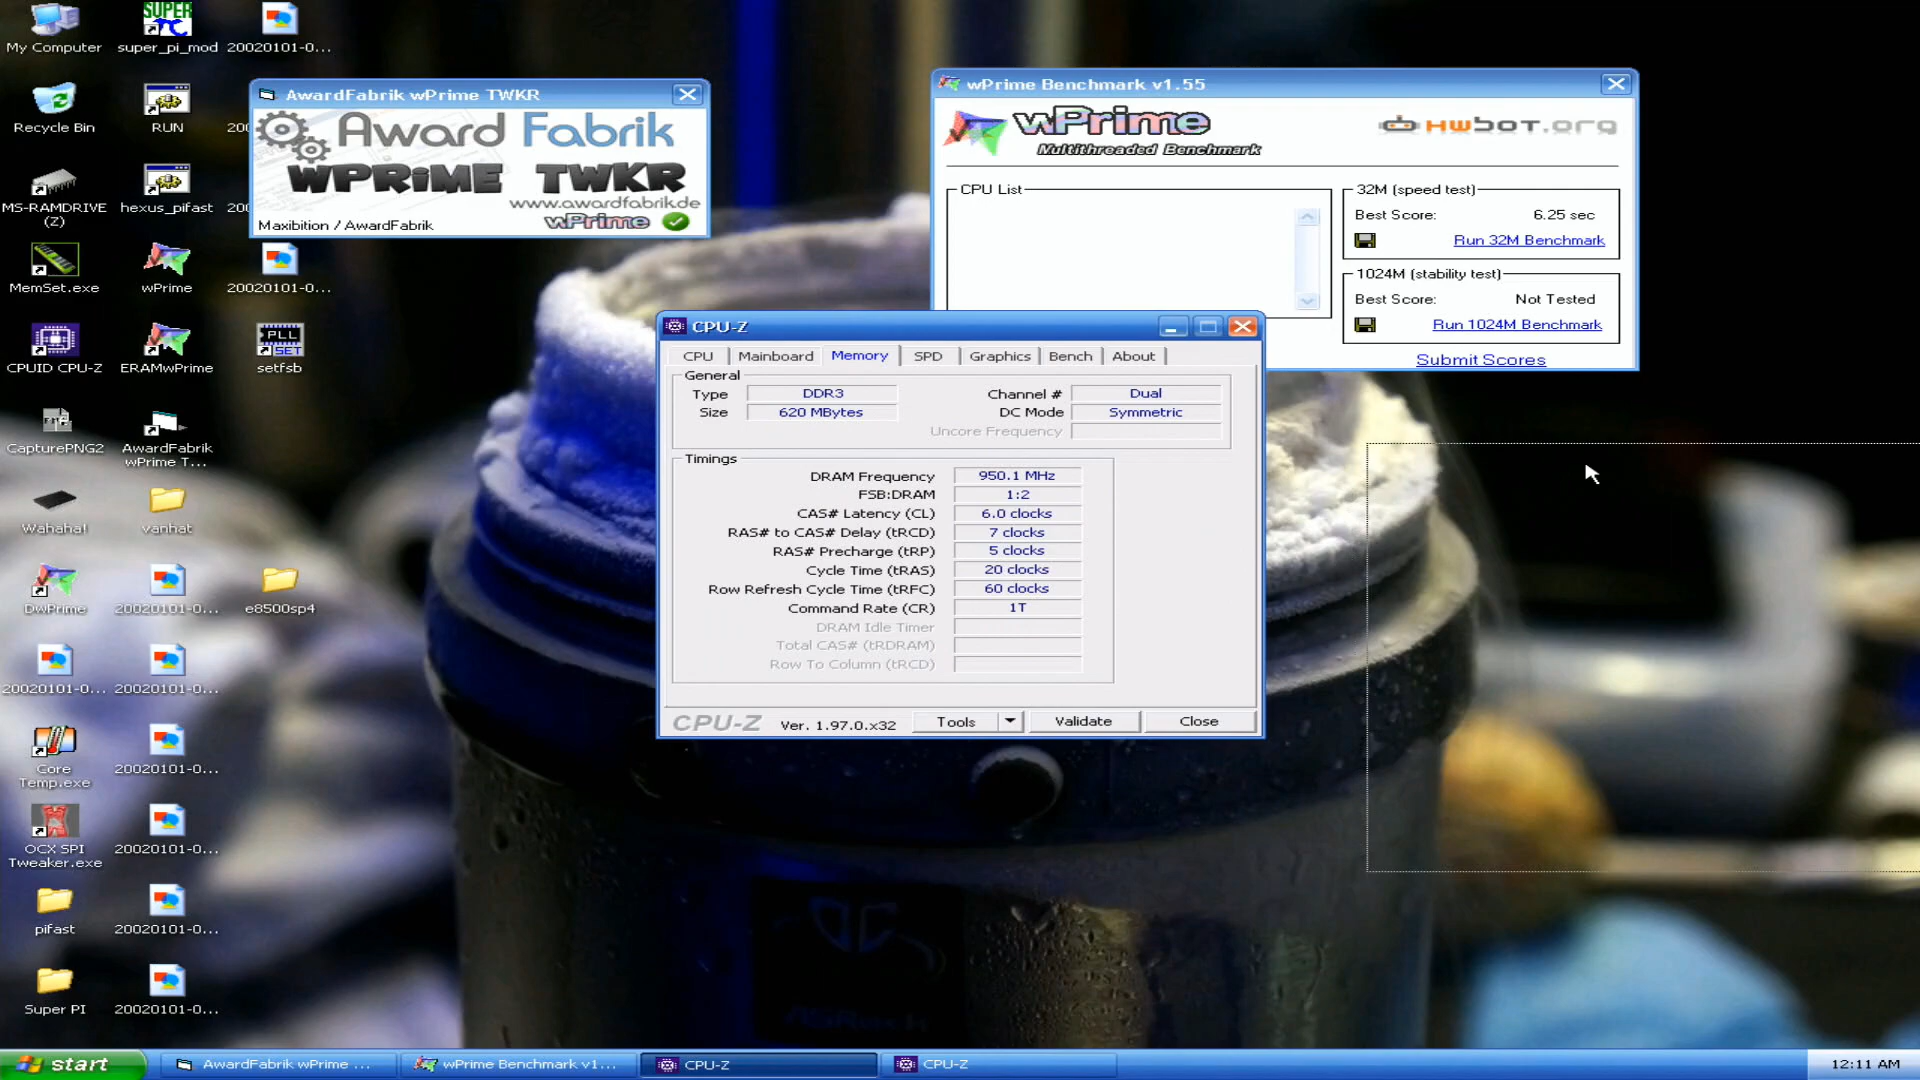 My Computer
super_pi_mod
20020101-0...
Recycle Bin
RUN
200
MS-RAMDRIVE
(Z)
hexus_pifast
200
MemSet.exe
wPrime
20020101-0...
CPUID CPU-Z
ERAMwPrime
setfsb
CapturePNG2
AwardFabrik
wPrime T...
Wahaha!
vanhat
DwPrime
20020101-0...
e8500sp4
20020101-0...
20020101-0...
Core
Temp.exe
20020101-0...
OCX SPI
Tweaker.exe
20020101-0...
pifast
20020101-0...
Super PI
20020101-0...
SUPER
PLL
SET
AwardFabrik wPrime TWKR
Award Fabrik
WPRiME TWKR
www.awardfabrik.de
wPrime
Maxibition / AwardFabrik
wPrime Benchmark v1.55
wPrime
Multithreaded Benchmark
HWBOT.org
CPU List
32M (speed test)
Best Score: 6.25 sec
Run 32M Benchmark
1024M (stability test)
Best Score: Not Tested
Run 1024M Benchmark
Submit Scores
CPU-Z
CPU Mainboard Memory SPD Graphics Bench About
General
Type DDR3 Channel # Dual
Size 620 MBytes DC Mode Symmetric
Uncore Frequency
Timings
DRAM Frequency 950.1 MHz
FSB:DRAM 1:2
CAS# Latency (CL) 6.0 clocks
RAS# to CAS# Delay (tRCD) 7 clocks
RAS# Precharge (tRP) 5 clocks
Cycle Time (tRAS) 20 clocks
Row Refresh Cycle Time (tRFC) 60 clocks
Command Rate (CR) 1T
DRAM Idle Timer
Total CAS# (tRDRAM)
Row To Column (tRCD)
CPU-Z Ver. 1.97.0.x32 Tools Validate Close
start
AwardFabrik wPrime ...
wPrime Benchmark v1...
CPU-Z
CPU-Z
12:11 AM